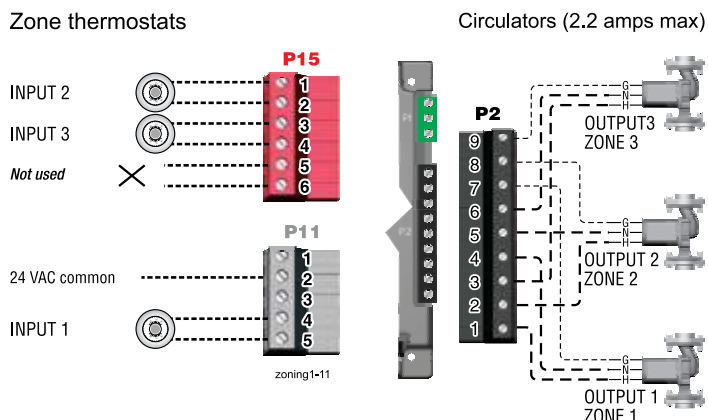 Zone thermostats
Circulators (2.2 amps max)
P15
INPUT 2
1
2
INPUT 3
3
4
Not used
5
6
P11
1
24 VAC common
2
3
INPUT 1
4
5
zoning1-11
P1
P2
P2
9
8
7
6
5
4
3
2
1
G
N
H
OUTPUT3
ZONE 3
G
N
H
OUTPUT 2
ZONE 2
G
N
H
OUTPUT 1
ZONE 1